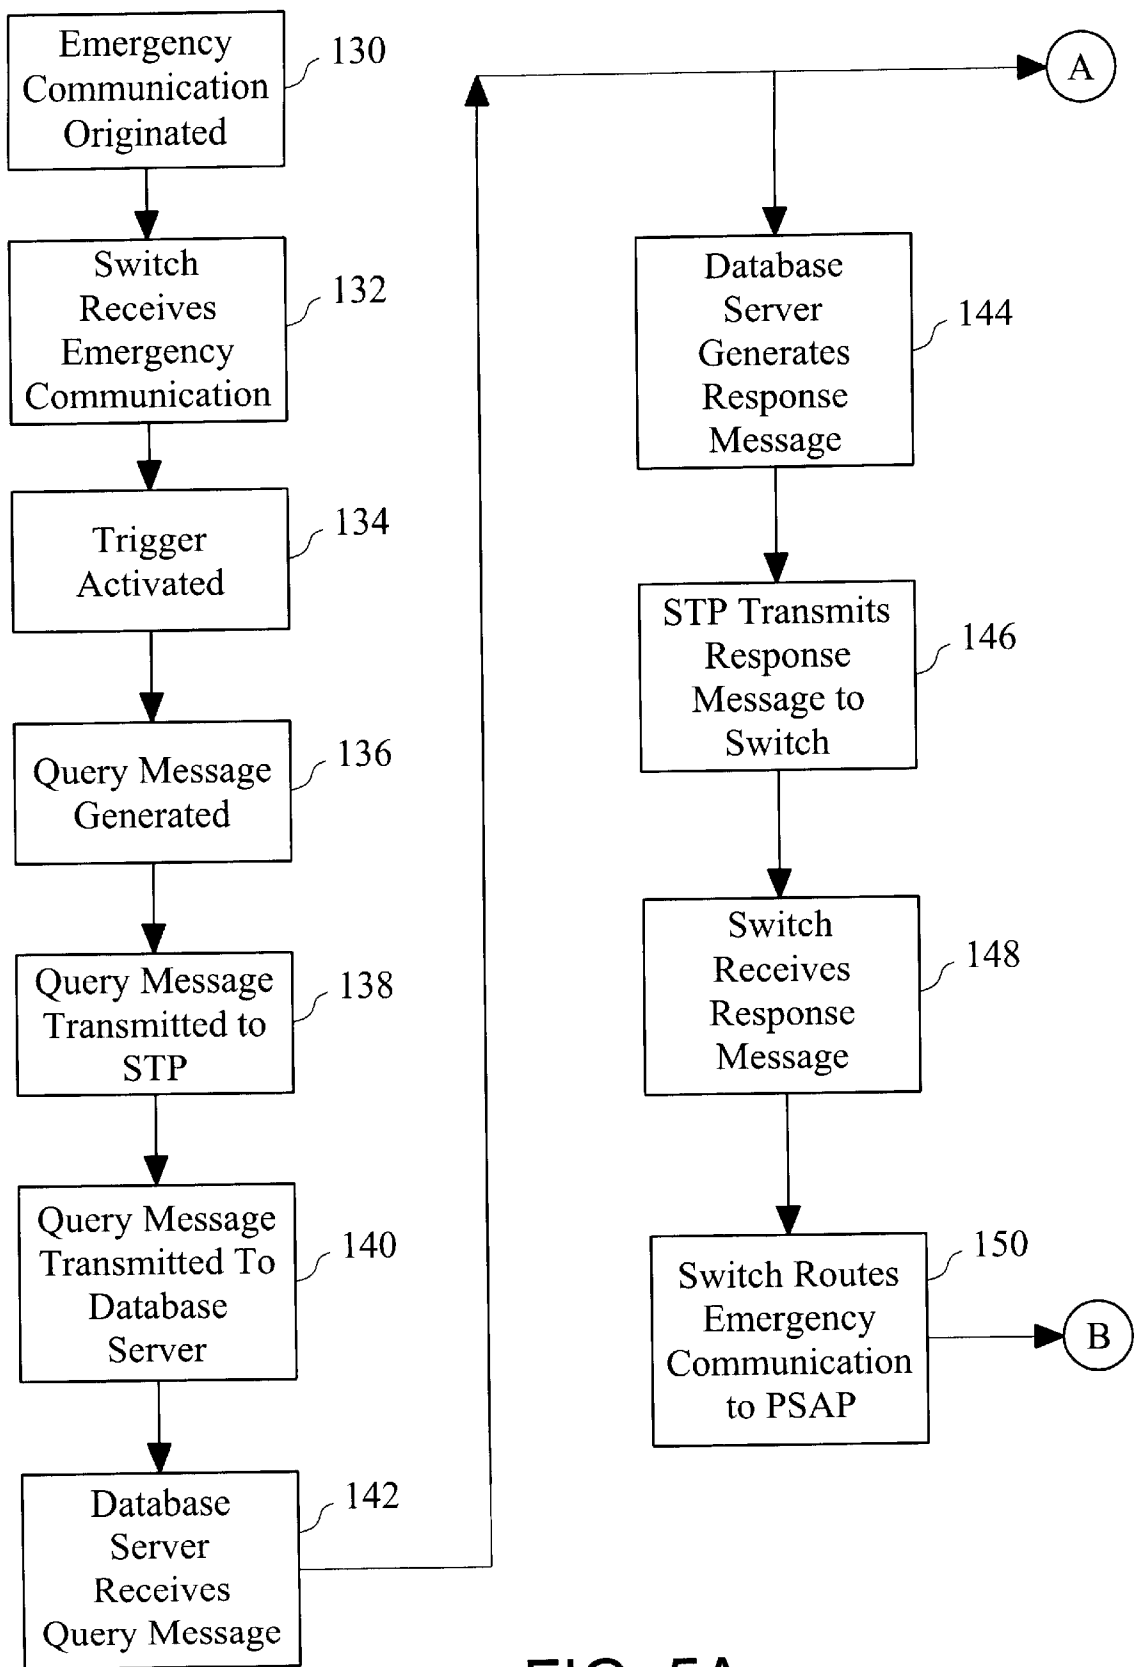 Emergency
Communication
Originated
130
Switch
Receives
Emergency
Communication
132
Trigger
Activated
134
Query Message
Generated
136
Query Message
Transmitted to
STP
138
Query Message
Transmitted To
Database
Server
140
Database
Server
Receives
Query Message
142
A
Database
Server
Generates
Response
Message
144
STP Transmits
Response
Message to
Switch
146
Switch
Receives
Response
Message
148
Switch Routes
Emergency
Communication
to PSAP
150
B
FIG. 5A